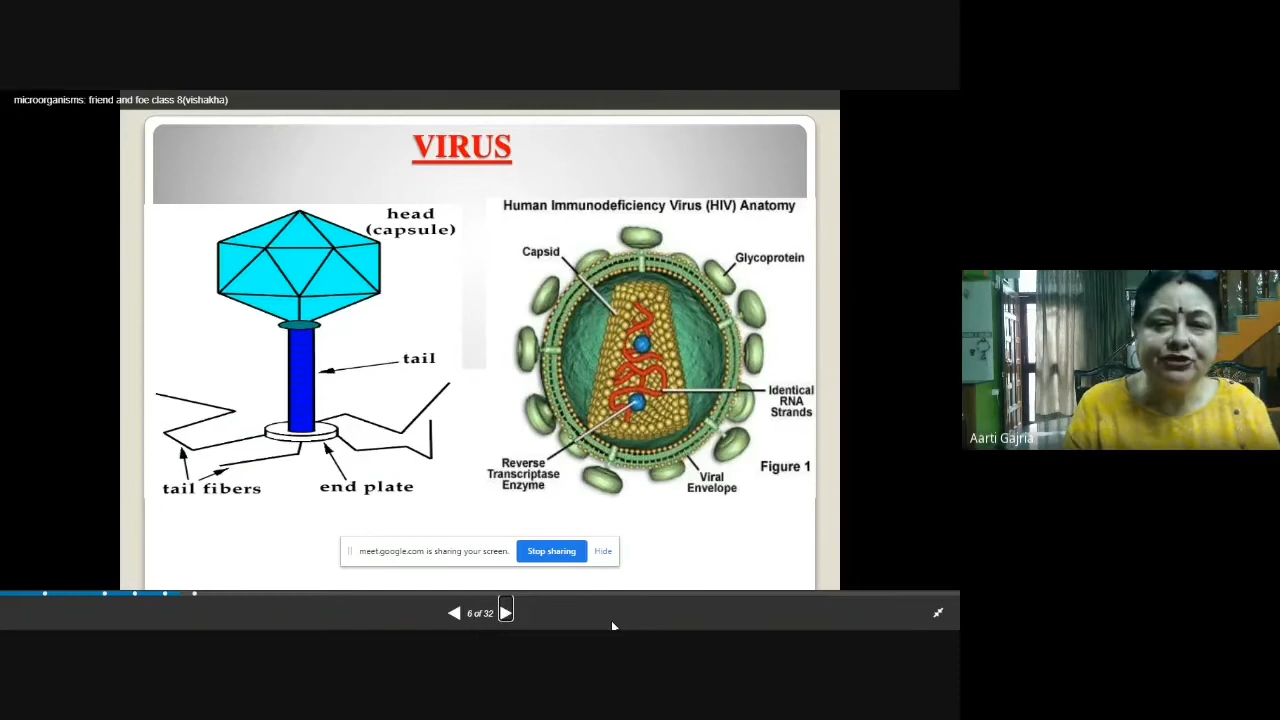 microorganisms: friend and foe class 8(vishakha)
VIRUS
head
(capsule)
tail
tail fibers
end plate
Human Immunodeficiency Virus (HIV) Anatomy
Capsid
Glycoprotein
Identical
RNA
Strands
Reverse
Transcriptase
Enzyme
Viral
Envelope
Figure 1
meet.google.com is sharing your screen.
Stop sharing
Hide
6 of 32
Aarti Gajria